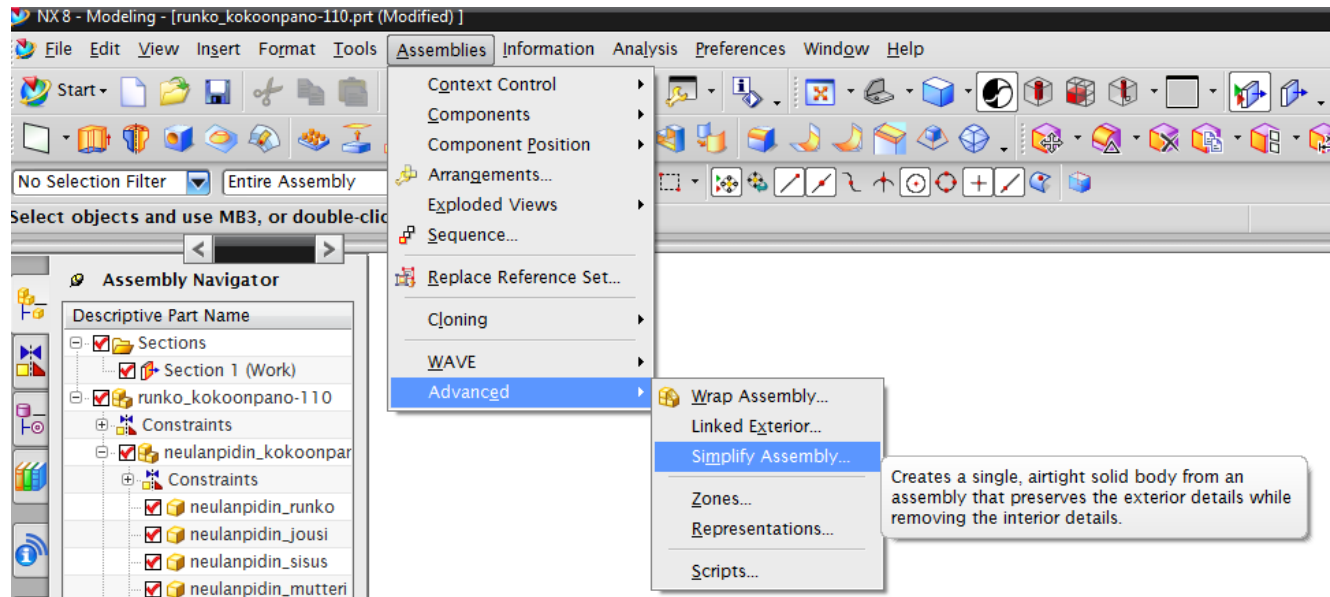 NX 8 - Modeling - [runko_kokoonpano-110.prt (Modified) ]
File Edit View Insert Format Tools Assemblies Information Analysis Preferences Window Help
Start
No Selection Filter
Entire Assembly
Select objects and use MB3, or double-clic
Context Control
Components
Component Position
Arrangements...
Exploded Views
Sequence...
Replace Reference Set...
Cloning
WAVE
Advanced
Wrap Assembly...
Linked Exterior...
Simplify Assembly...
Zones...
Representations...
Scripts...
Creates a single, airtight solid body from an
assembly that preserves the exterior details while
removing the interior details.
Assembly Navigator
Descriptive Part Name
Sections
Section 1 (Work)
runko_kokoonpano-110
Constraints
neulanpidin_kokoonpar
Constraints
neulanpidin_runko
neulanpidin_jousi
neulanpidin_sisus
neulanpidin_mutteri